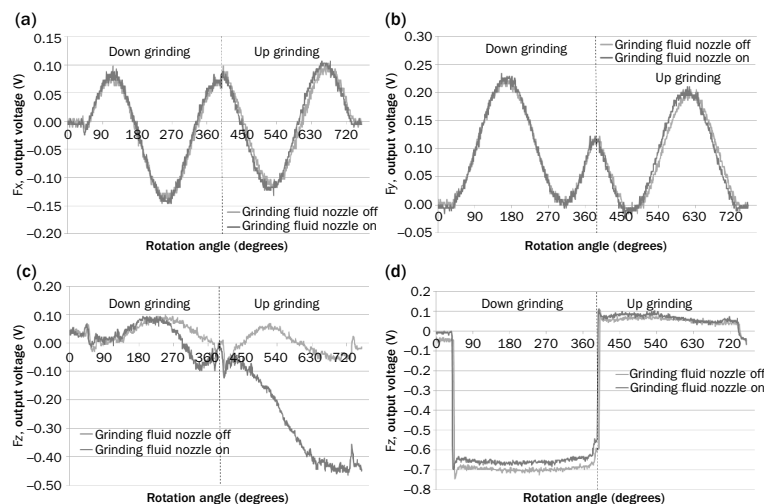 (a)
0.15
0.10
0.05
0.00
–0.05
–0.10
–0.15
–0.20
Fx, output voltage (V)
Down grinding
Up grinding
0 90 180 270 360 450 540 630 720
Grinding fluid nozzle off
Grinding fluid nozzle on
Rotation angle (degrees)
(b)
0.30
0.20
0.10
0
–0.05
Fy, output voltage (V)
Down grinding
Grinding fluid nozzle off
Grinding fluid nozzle on
Up grinding
0 90 180 270 360 450 540 630 720
Rotation angle (degrees)
(c)
0.20
0.10
0.00
–0.10
–0.20
–0.30
–0.40
–0.50
Fz, output voltage (V)
Down grinding
Up grinding
0 90 180 270 360 450 540 630 720
Grinding fluid nozzle off
Grinding fluid nozzle on
Rotation angle (degrees)
(d)
0.2
0.1
0
–0.1
–0.2
–0.3
–0.4
–0.5
–0.6
–0.7
–0.8
Fz, output voltage (V)
Down grinding
Up grinding
0 90 180 270 360 450 540 630 720
Grinding fluid nozzle off
Grinding fluid nozzle on
Rotation angle (degrees)